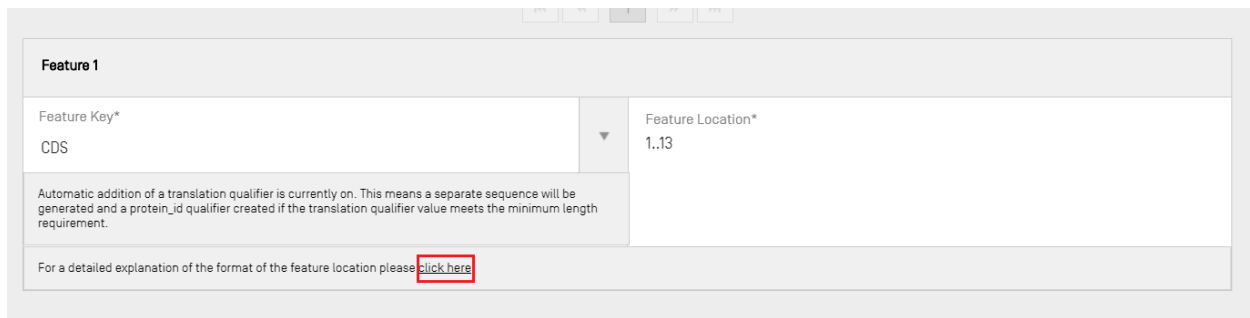 Feature 1
Feature Key*
CDS
Feature Location*
1..13
Automatic addition of a translation qualifier is currently on. This means a separate sequence will be
generated and a protein_id qualifier created if the translation qualifier value meets the minimum length
requirement.
For a detailed explanation of the format of the feature location please click here